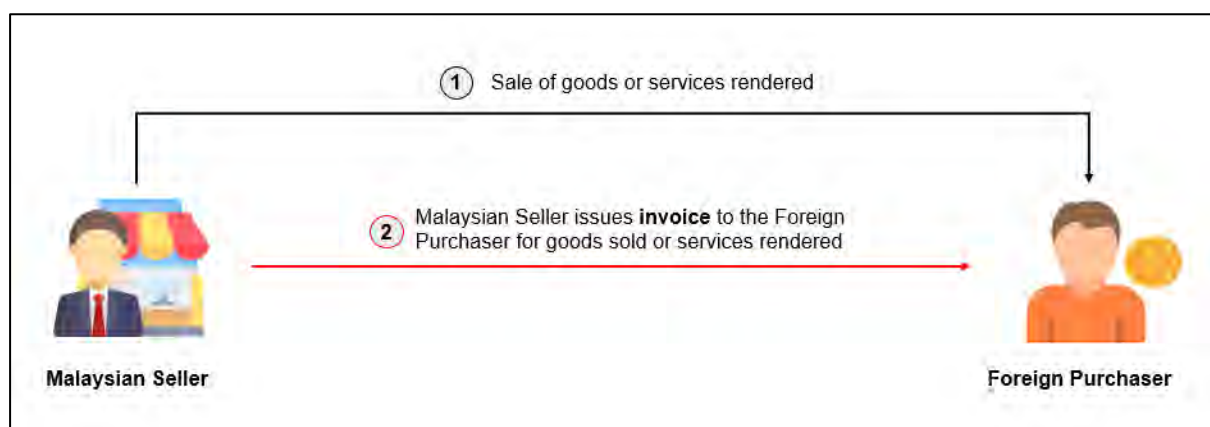 1 Sale of goods or services rendered
2 Malaysian Seller issues invoice to the Foreign
Purchaser for goods sold or services rendered
Malaysian Seller
Foreign Purchaser